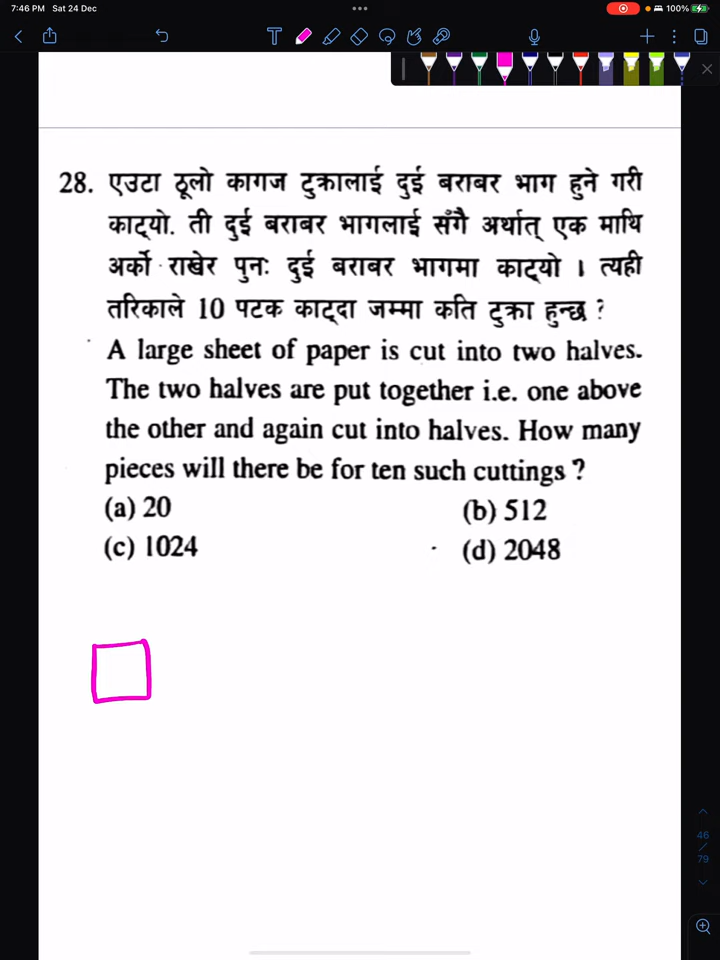 7:46 PM Sat 24 Dec
100%
28. एउटा ठूलो कागज टुक्रालाई दुई बराबर भाग हुने गरी
काट्यो. ती दुई बराबर भागलाई सँगै अर्थात् एक माथि
अर्को राखेर पुनः दुई बराबर भागमा काट्यो । त्यही
तरिकाले 10 पटक काट्दा जम्मा कति टुक्रा हुन्छ ?
A large sheet of paper is cut into two halves.
The two halves are put together i.e. one above
the other and again cut into halves. How many
pieces will there be for ten such cuttings ?
(a) 20 (b) 512
(c) 1024 (d) 2048
46
/
79